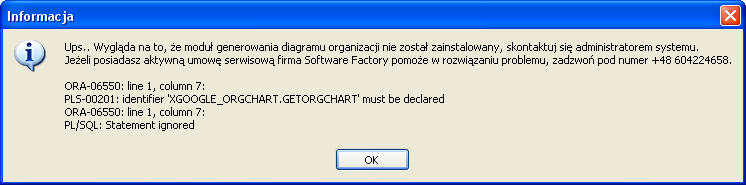 Informacja
Ups.. Wygląda na to, że moduł generowania diagramu organizacji nie został zainstalowany, skontaktuj się administratorem systemu.
Jeżeli posiadasz aktywną umowę serwisową firma Software Factory pomoże w rozwiązaniu problemu, zadzwoń pod numer +48 604224658.
ORA-06550: line 1, column 7:
PLS-00201: identifier 'XGOOGLE_ORGCHART.GETORGCHART' must be declared
ORA-06550: line 1, column 7:
PL/SQL: Statement ignored
OK